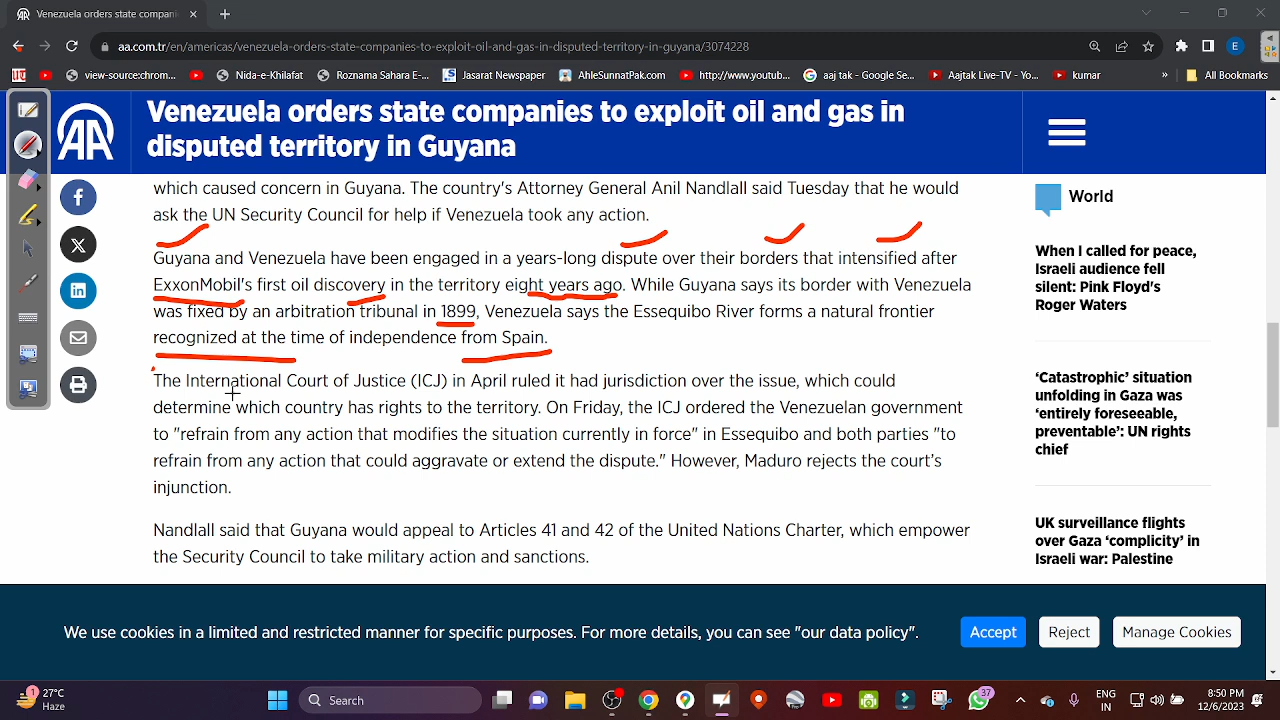 Venezuela orders state compani
aa.com.tr/en/americas/venezuela-orders-state-companies-to-exploit-oil-and-gas-in-disputed-territory-in-guyana/3074228
E
view-sourcechrom...
Nida-e-Khilafat
Rozanma Sahara E-...
Jasarat Newspaper
AhleSunnatPak.com
https://www.youtub...
aaj tak - Google...
Aajtak Live-TV - Yo...
kumar
»
All Bookmarks
AA
Venezuela orders state companies to exploit oil and gas in
disputed territory in Guyana
which caused concern in Guyana. The country's Attorney General Anil Nandlall said Tuesday that he would
ask the UN Security Council for help if Venezuela took any action.
Guyana and Venezuela have been engaged in a years-long dispute over their borders that intensified after
ExxonMobil's first oil discovery in the territory eight years ago. While Guyana says its border with Venezuela
was fixed by an arbitration tribunal in 1899, Venezuela says the Essequibo River forms a natural frontier
recognized at the time of independence from Spain.
The International Court of Justice (ICJ) in April ruled it had jurisdiction over the issue, which could
determine which country has rights to the territory. On Friday, the ICJ ordered the Venezuelan government
to "refrain from any action that modifies the situation currently in force" in Essequibo and both parties "to
refrain from any action that could aggravate or extend the dispute." However, Maduro rejects the court's
injunction.
Nandlall said that Guyana would appeal to Articles 41 and 42 of the United Nations Charter, which empower
the Security Council to take military action and sanctions.
World
When I called for peace,
Israeli audience fell
silent: Pink Floyd's
Roger Waters
‘Catastrophic’ situation
unfolding in Gaza was
‘entirely foreseeable,
preventable’: UN rights
chief
UK surveillance flights
over Gaza ‘complicity’ in
Israeli war: Palestine
We use cookies in a limited and restricted manner for specific purposes. For more details, you can see "our data policy".
Accept
Reject
Manage Cookies
1
27°C
Haze
Search
37
ENG
IN
8:50 PM
12/6/2023